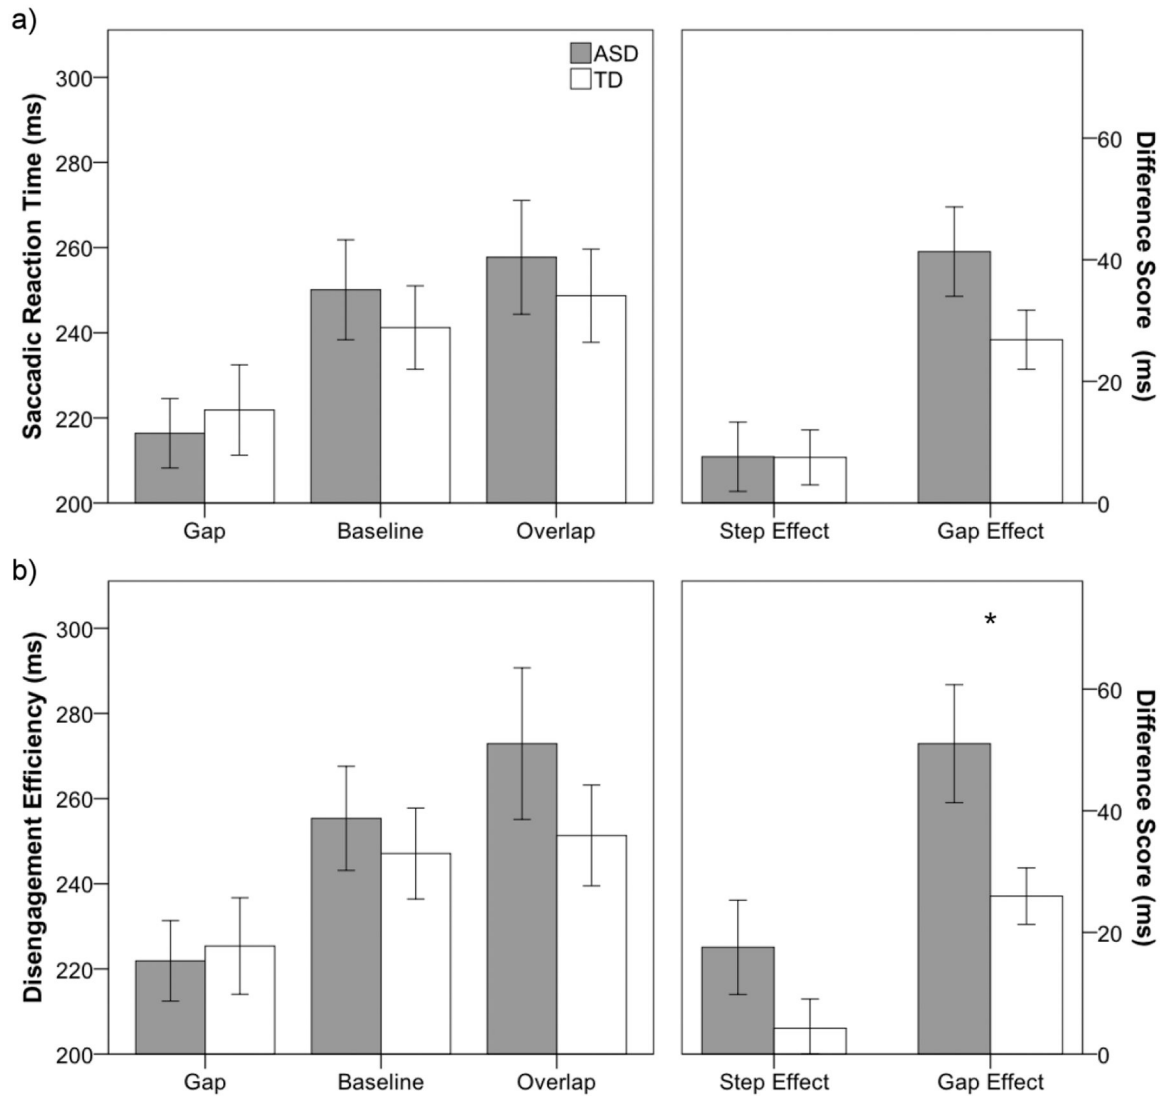 a)
ASD
TD
Saccadic Reaction Time (ms)
300
280
260
240
220
200
Gap
Baseline
Overlap
Step Effect
Gap Effect
60
40
20
0
Difference Score (ms)
b)
Disengagement Efficiency (ms)
300
280
260
240
220
200
Gap
Baseline
Overlap
*
Step Effect
Gap Effect
60
40
20
0
Difference Score (ms)